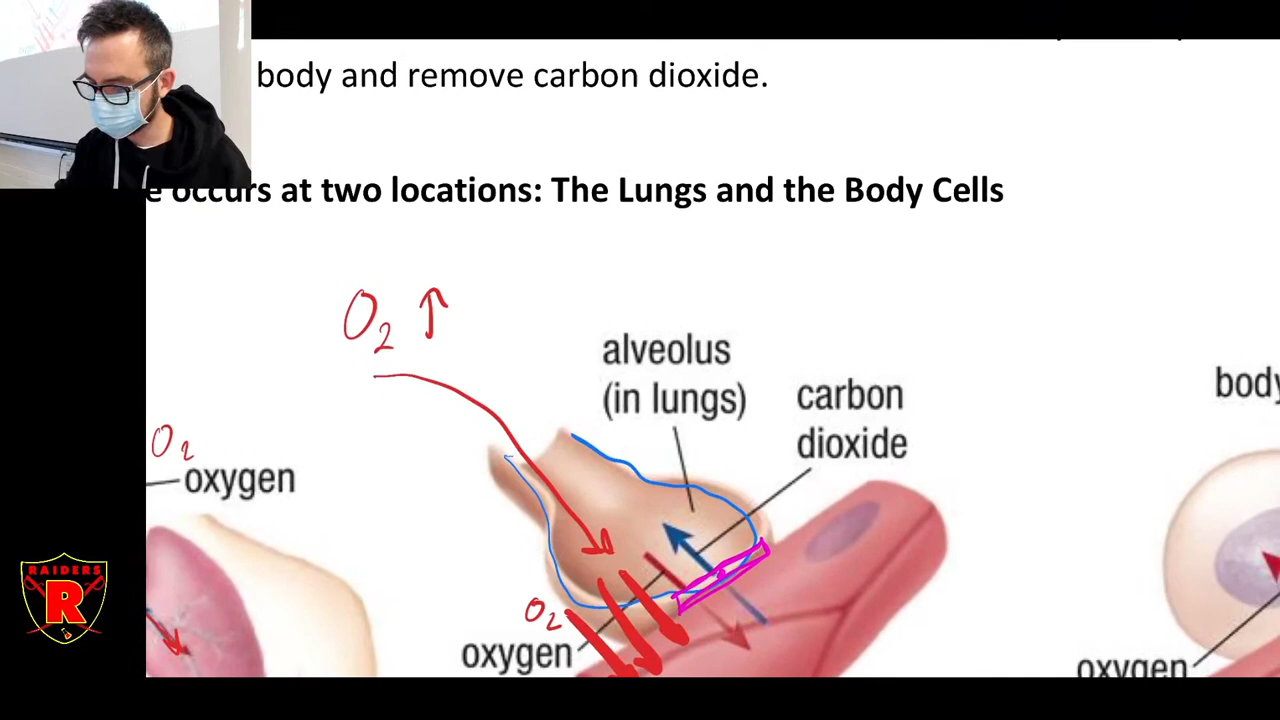 body and remove carbon dioxide.
e occurs at two locations: The Lungs and the Body Cells
O2 ↑
alveolus
(in lungs)
carbon
dioxide
body
O2
oxygen
RAIDERS
R
O2
oxygen
oxygen